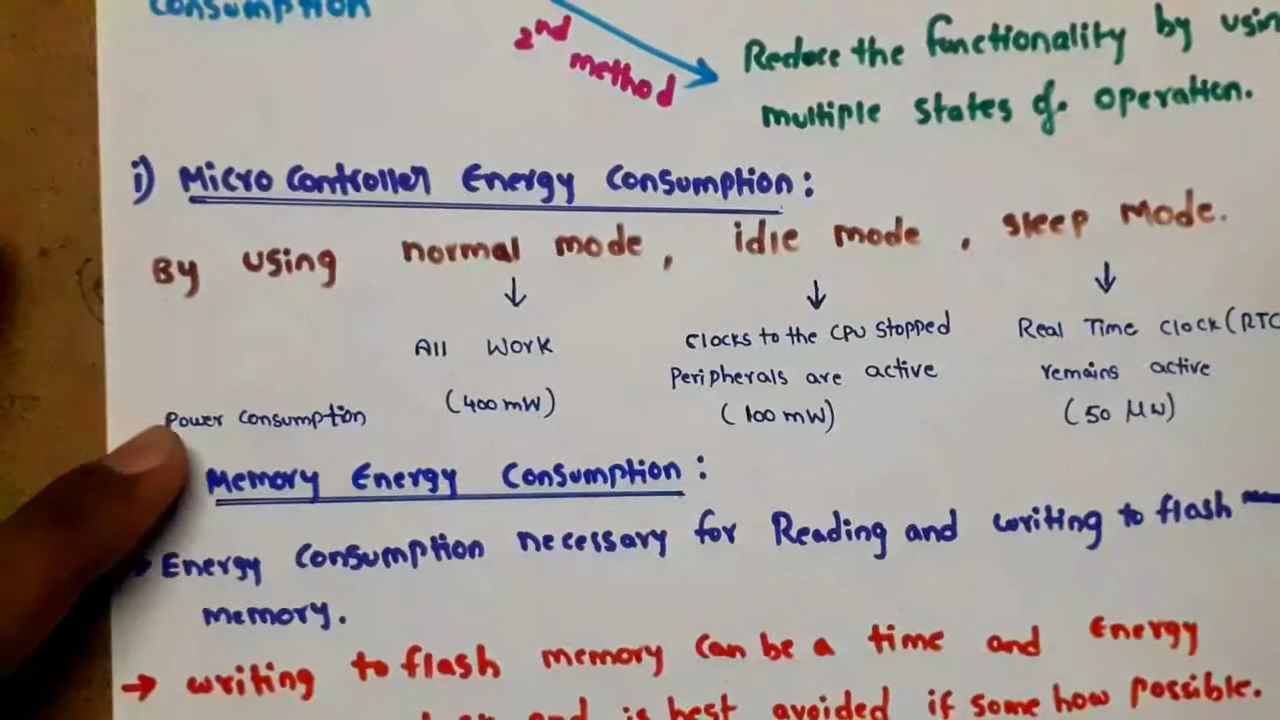 Consumption
2nd method
Reduce the functionality by
multiple states of operation.
i) Micro Controller Energy Consumption:
By using normal mode, idle mode, sleep Mode.
All Work
(400 mW)
Clocks to the CPU stopped
Peripherals are active
(100 mW)
Real Time Clock (RTC
remains active
(50 μW)
Power Consumption
Memory Energy Consumption:
Energy Consumption necessary for Reading and writing to flash
memory.
→ writing to flash memory can be a time and Energy
and is best avoided if some how possible.